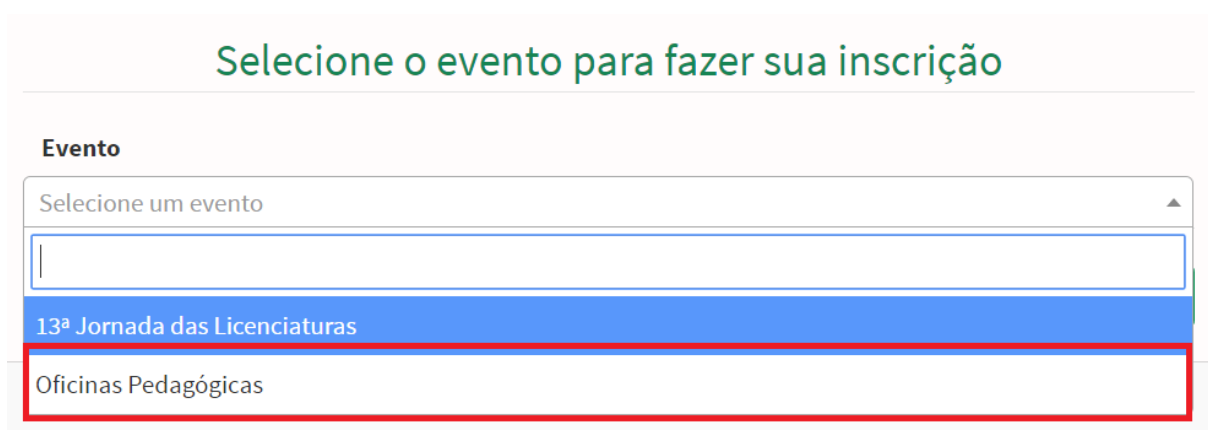 Selecione o evento para fazer sua inscrição
Evento
Selecione um evento
13ª Jornada das Licenciaturas
Oficinas Pedagógicas